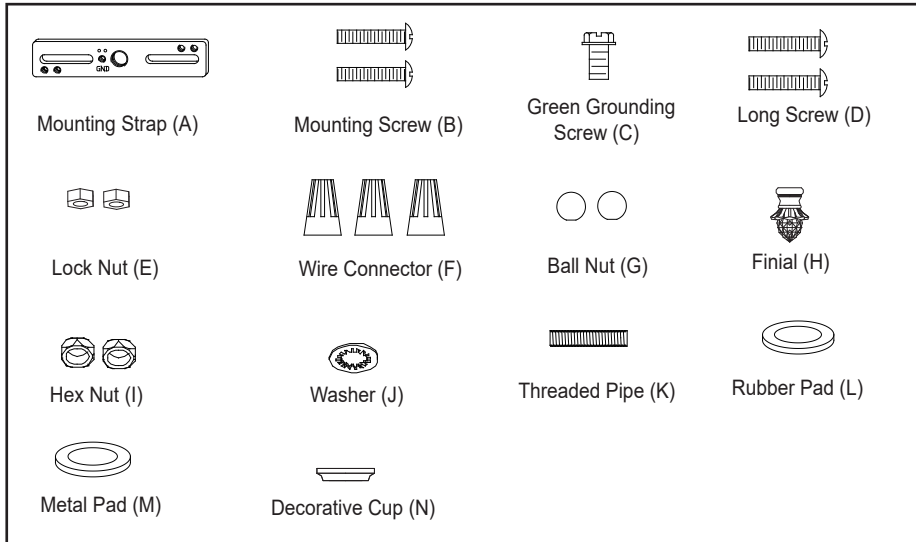 GND
Mounting Strap (A)
Mounting Screw (B)
Green Grounding
Screw (C)
Long Screw (D)
Lock Nut (E)
Wire Connector (F)
Ball Nut (G)
Finial (H)
Hex Nut (I)
Washer (J)
Threaded Pipe (K)
Rubber Pad (L)
Metal Pad (M)
Decorative Cup (N)